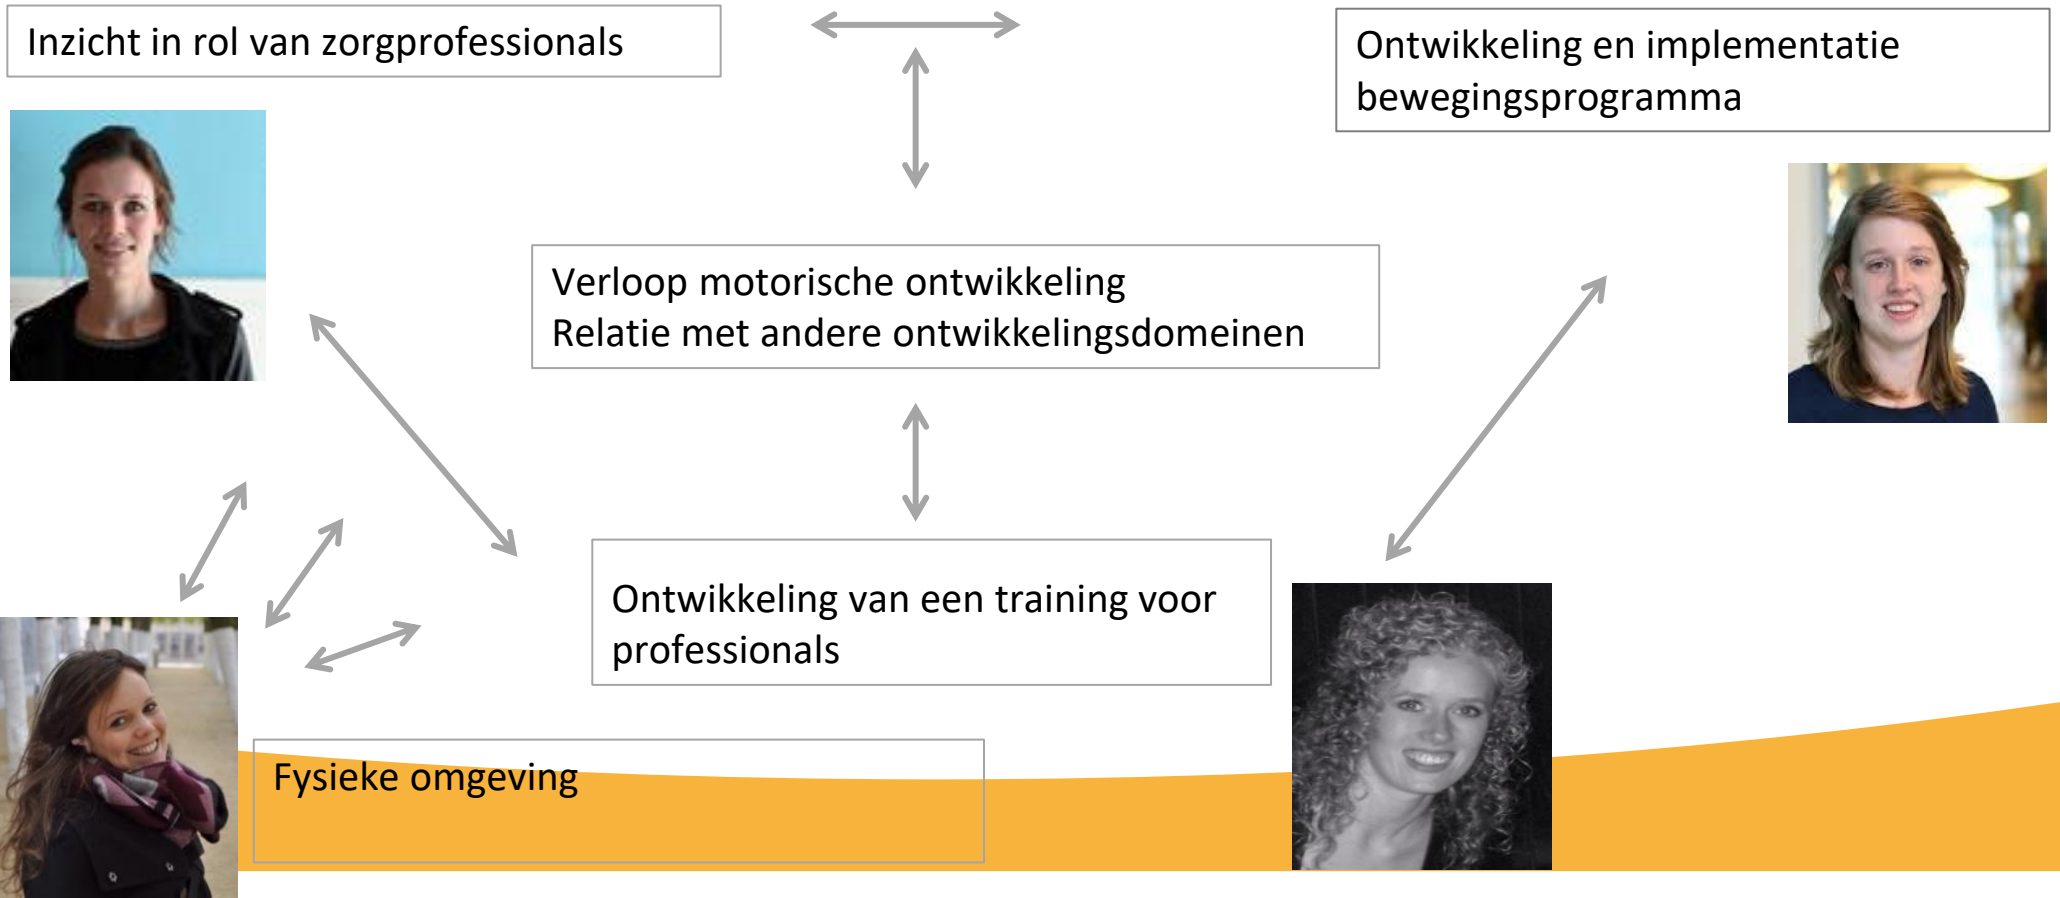 Inzicht in rol van zorgprofessionals
Ontwikkeling en implementatie
bewegingsprogramma
Verloop motorische ontwikkeling
Relatie met andere ontwikkelingsdomeinen
Ontwikkeling van een training voor
professionals
Fysieke omgeving